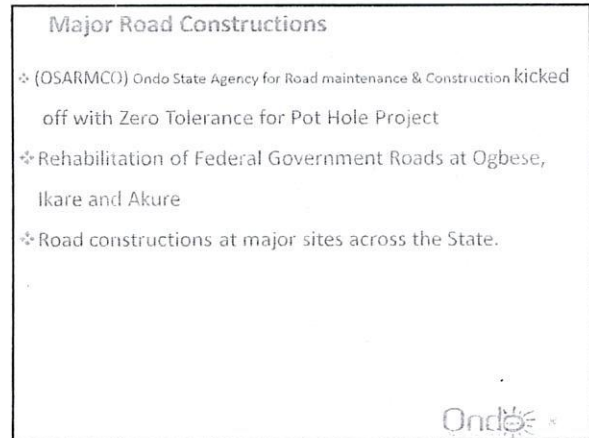 Major Road Constructions
❖ (OSARMCO) Ondo State Agency for Road maintenance & Construction kicked
off with Zero Tolerance for Pot Hole Project
❖ Rehabilitation of Federal Government Roads at Ogbese,
Ikare and Akure
❖ Road constructions at major sites across the State.
Ondo